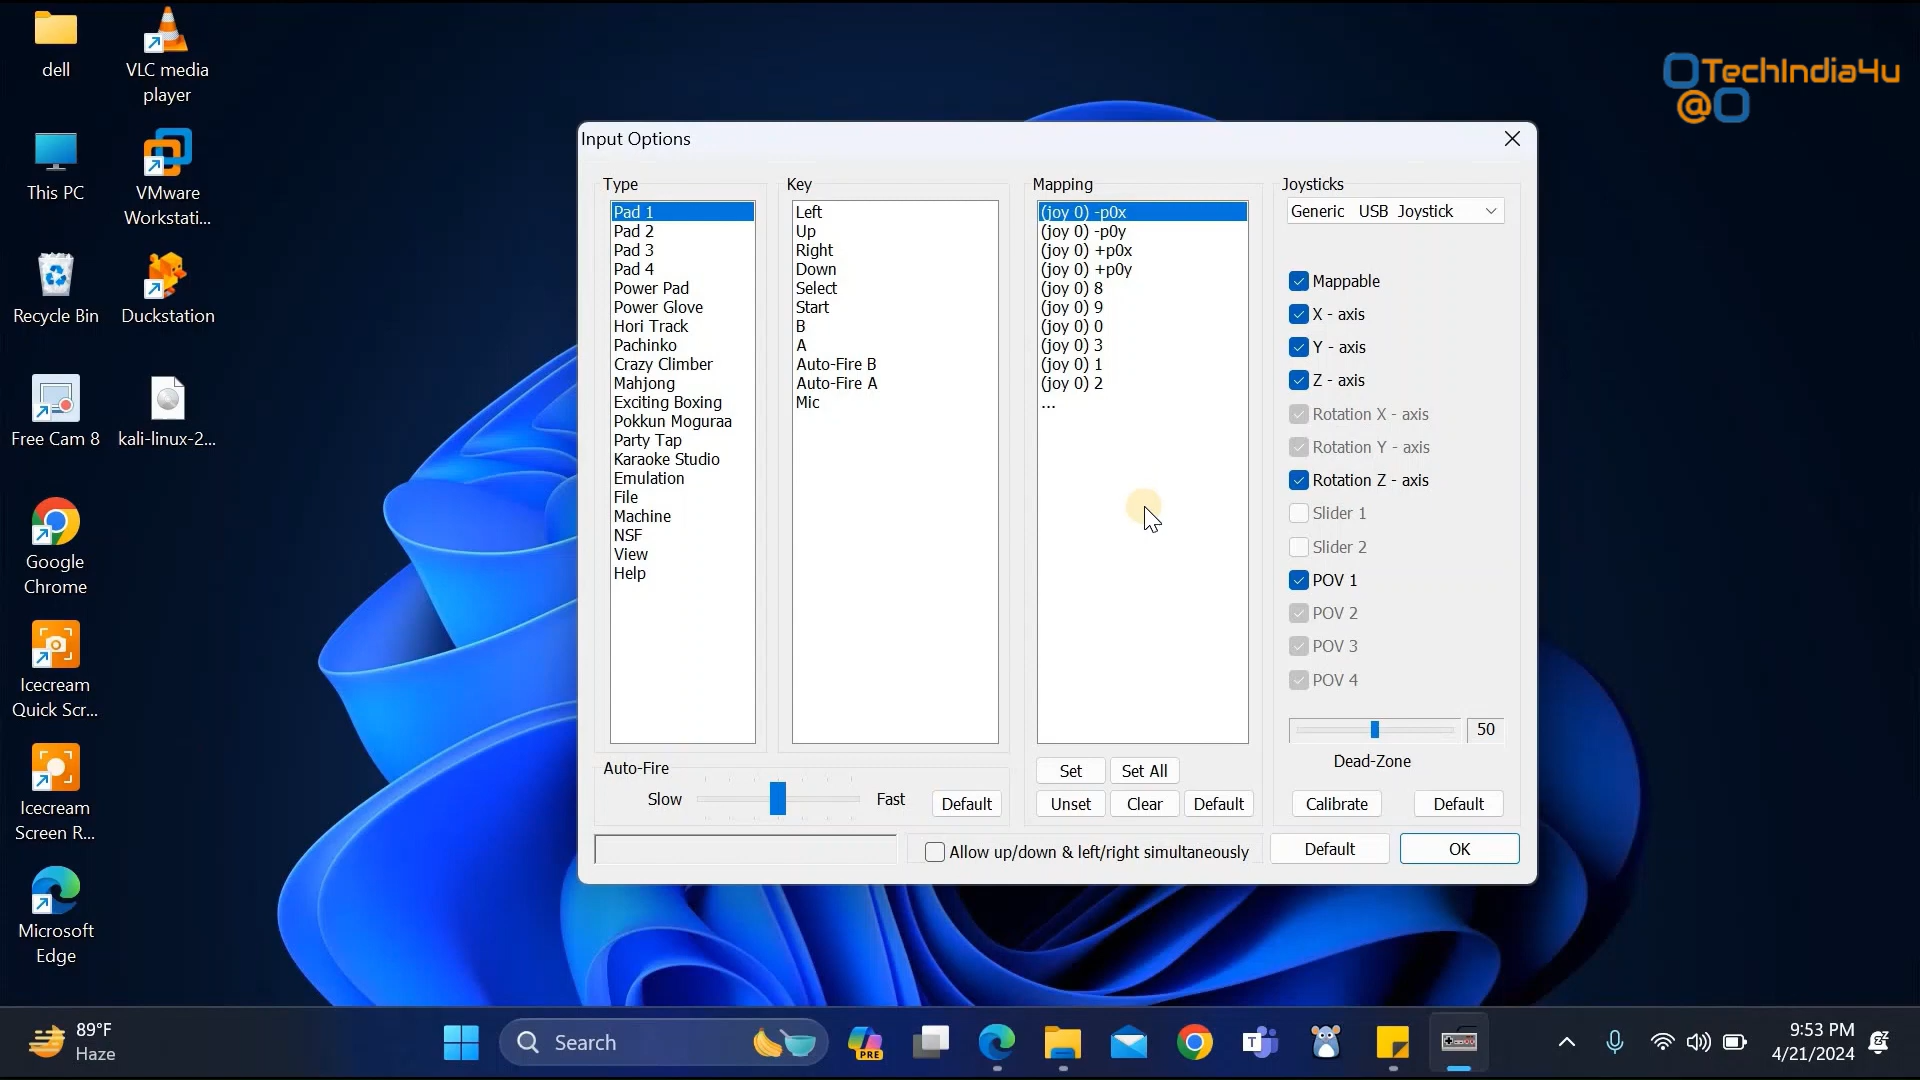 dell
VLC media
player
This PC
VMware
Workstati...
Recycle Bin
Duckstation
Free Cam 8
kali-linux-2...
Google
Chrome
Icecream
Quick Scr...
Icecream
Screen R...
Microsoft
Edge
TechIndia4u
@
Input Options
Type
Pad 1
Pad 2
Pad 3
Pad 4
Power Pad
Power Glove
Hori Track
Pachinko
Crazy Climber
Mahjong
Exciting Boxing
Pokkun Moguraa
Party Tap
Karaoke Studio
Emulation
File
Machine
NSF
View
Help
Key
Left
Up
Right
Down
Select
Start
B
A
Auto-Fire B
Auto-Fire A
Mic
Mapping
(joy 0) -p0x
(joy 0) -p0y
(joy 0) +p0x
(joy 0) +p0y
(joy 0) 8
(joy 0) 9
(joy 0) 0
(joy 0) 3
(joy 0) 1
(joy 0) 2
...
Joysticks
Generic USB Joystick
Mappable
X - axis
Y - axis
Z - axis
Rotation X - axis
Rotation Y - axis
Rotation Z - axis
Slider 1
Slider 2
POV 1
POV 2
POV 3
POV 4
50
Dead-Zone
Auto-Fire
Slow Fast Default
Set Set All
Unset Clear Default
Calibrate Default
Allow up/down & left/right simultaneously
Default OK
89°F
Haze
Search
PRE
T
9:53 PM
4/21/2024